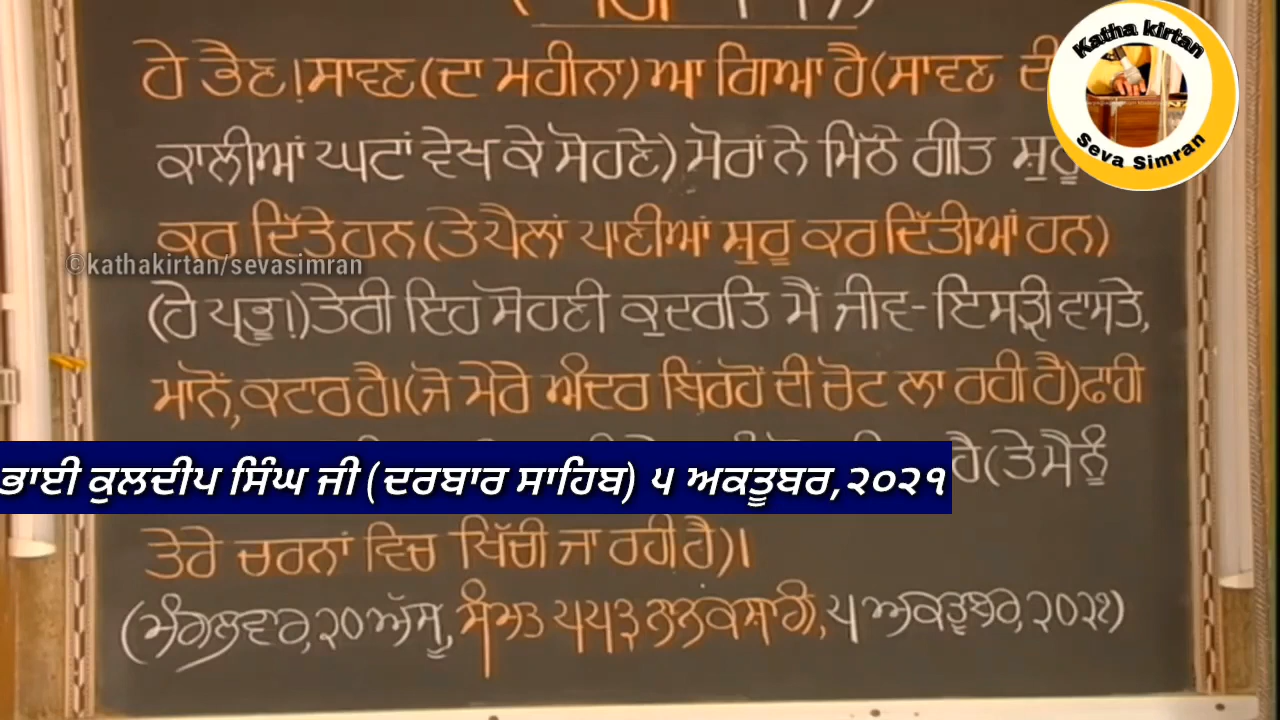 ਹੇ ਭੈਣ!ਸਾਵਣ(ਦਾ ਮਹੀਨਾ)ਆ ਗਿਆ ਹੈ(ਸਾਵਣ ਦੀ
ਕਾਲੀਆਂ ਘਟਾਂ ਵੇਖ ਕੇ ਸੋਹਣੇ) ਮੋਰਾਂ ਨੇ ਮਿੱਠੇ ਗੀਤ ਸ਼ੁਰੂ
ਕਰ ਦਿੱਤੇ ਹਨ(ਤੇ ਪੈਲਾਂ ਪਾਣੀਆਂ ਸ਼ੁਰੂ ਕਰ ਦਿੱਤੀਆਂ ਹਨ)
(ਹੇ ਪ੍ਰਭੂ!)ਤੇਰੀ ਇਹ ਸੋਹਣੀ ਕੁਦਰਤਿ ਮੈਂ ਜੀਵ-ਇਸਤ੍ਰੀ ਵਾਸਤੇ,
ਮਾਨੋਂ,ਕਟਾਰ ਹੈ।(ਜੋ ਮੇਰੇ ਅੰਦਰ ਬਿਰਹੋਂ ਦੀ ਚੋਟ ਲਾ ਰਹੀ ਹੈ)ਫਾਹੀ
ਹੈ(ਤੇ ਮੈਨੂੰ
ਤੇਰੇ ਚਰਨਾਂ ਵਿਚ ਖਿੱਚੀ ਜਾ ਰਹੀ ਹੈ)।
(ਮੰਗਲਵਾਰ,੨੦ ਅੱਸੂ, ਸੰਮਤ ੫੫੩ ਨਾਨਕਸ਼ਾਹੀ, ੫ ਅਕਤੂਬਰ,੨੦੨੧)
Katha kirtan
Seva Simran
©kathakirtan/sevasimran
ਭਾਈ ਕੁਲਦੀਪ ਸਿੰਘ ਜੀ (ਦਰਬਾਰ ਸਾਹਿਬ) ੫ ਅਕਤੂਬਰ,੨੦੨੧